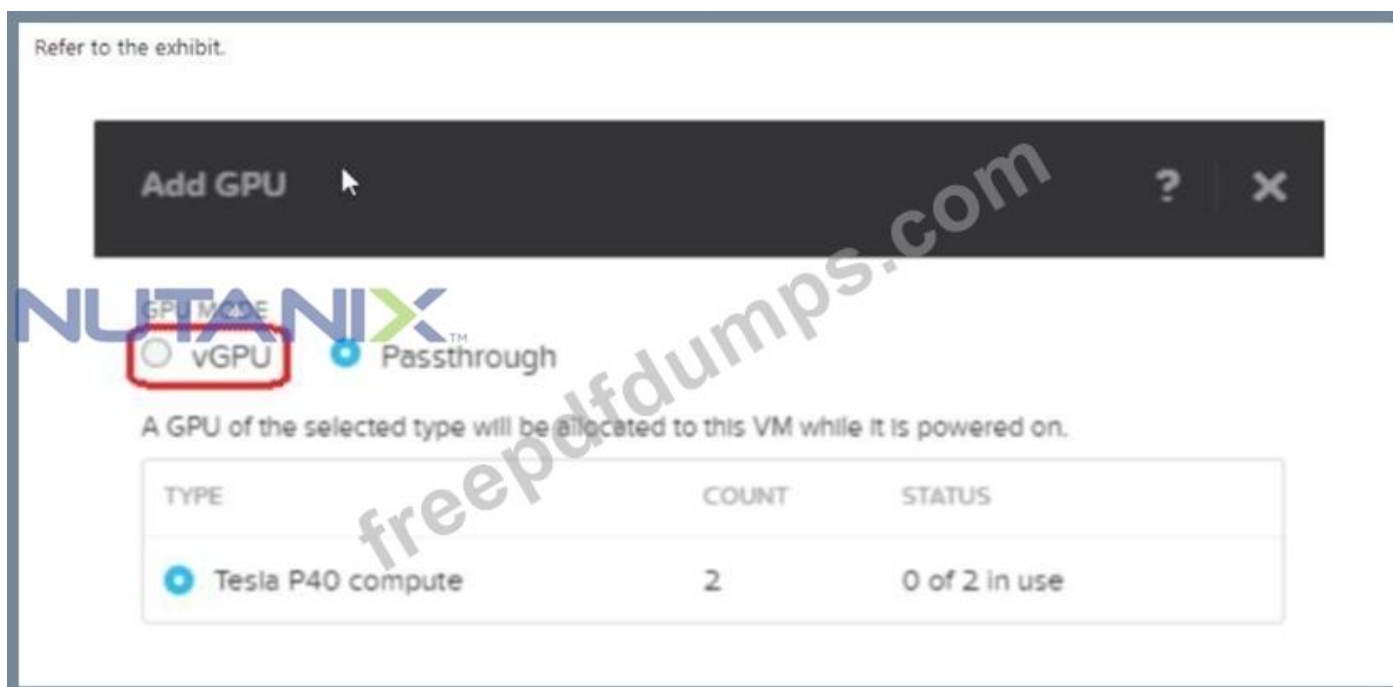 Refer to the exhibit.
Add GPU ? ×
NUTANIX™
GPU MODE
vGPU Passthrough
A GPU of the selected type will be allocated to this VM while it is powered on.
TYPE COUNT STATUS
Tesla P40 compute 2 0 of 2 in use
freepdfdumps.com